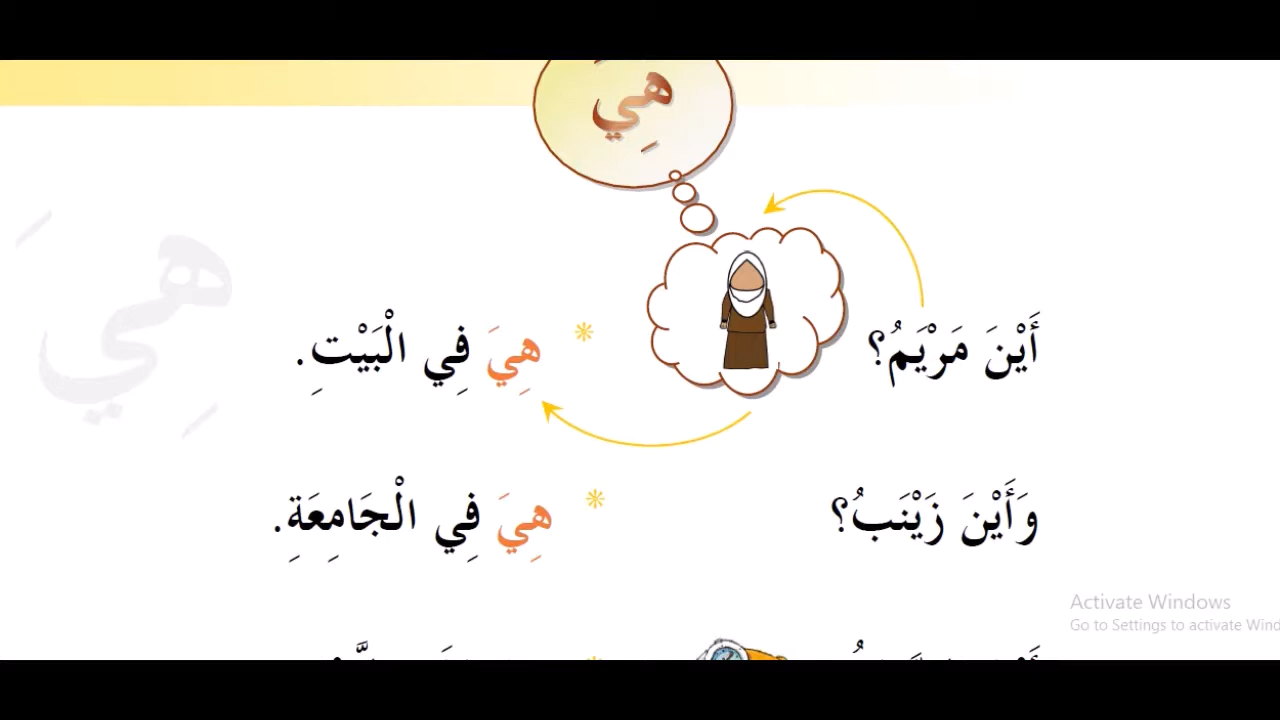 هِيَ
هِيَ
أَيْنَ مَرْيَمُ؟ * هِيَ فِي الْبَيْتِ.
وَأَيْنَ زَيْنَبُ؟ * هِيَ فِي الْجَامِعَةِ.
Activate Windows
Go to Settings to activate Wind